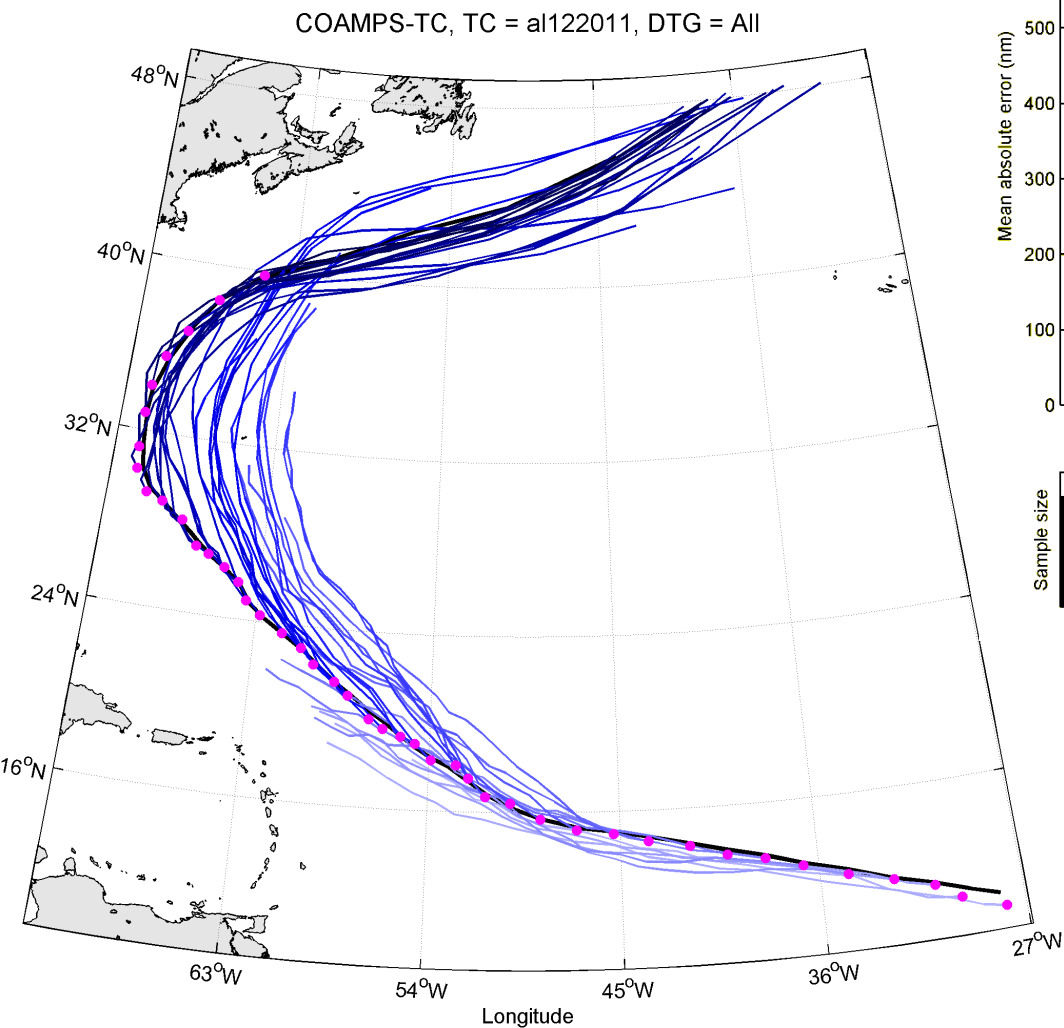 COAMPS-TC, TC = al122011, DTG = All
48°N
40°N
32°N
24°N
16°N
63°W
54°W
45°W
36°W
27°W
Longitude
Mean absolute error (nm)
500
400
300
200
100
0
Sample size